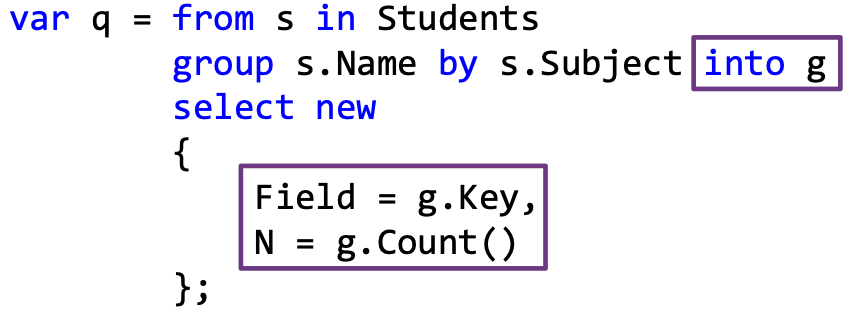 var q = from s in Students
group s.Name by s.Subject into g
select new
{
Field = g.Key,
N = g.Count()
};